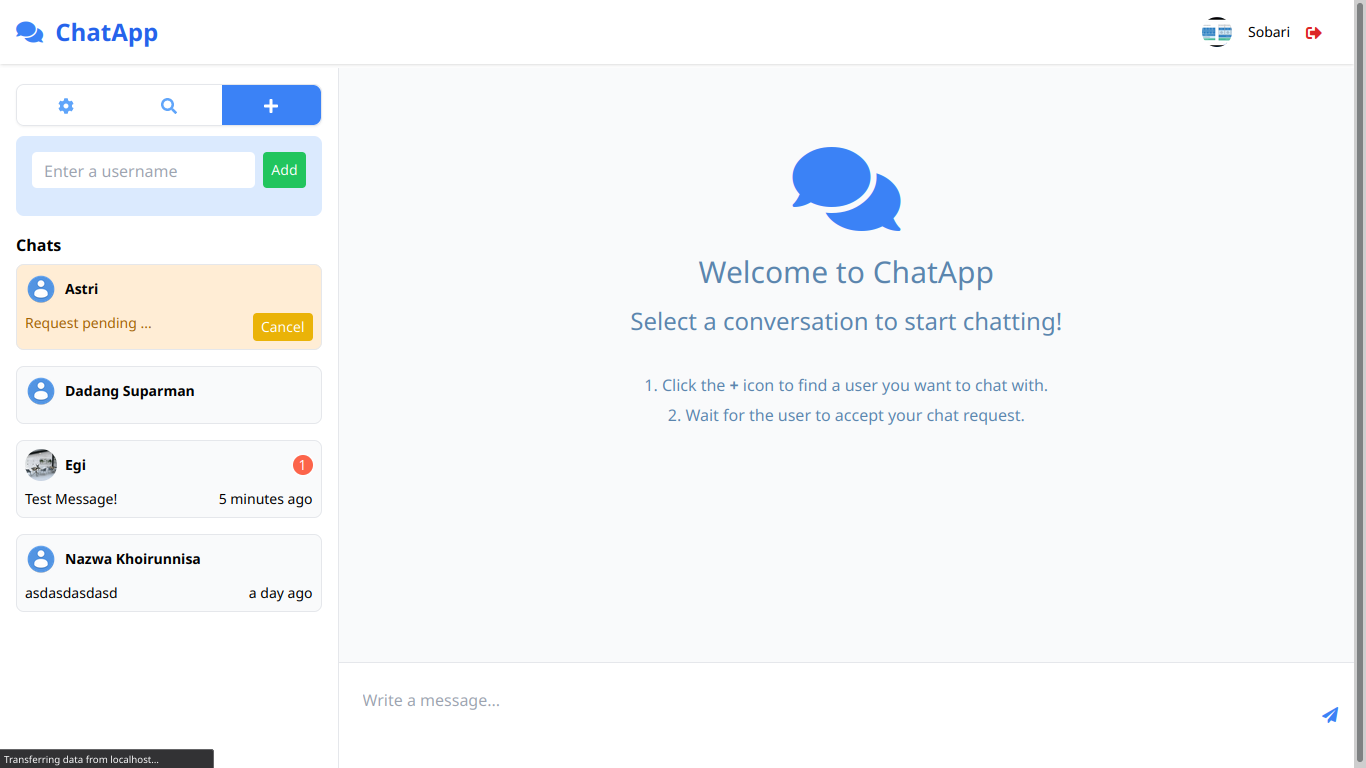 ChatApp
Sobari
Enter a username
Add
Chats
Astri
Request pending ...
Cancel
Dadang Suparman
Egi
1
Test Message!
5 minutes ago
Nazwa Khoirunnisa
asdasdasdasd
a day ago
Welcome to ChatApp
Select a conversation to start chatting!
1. Click the + icon to find a user you want to chat with.
2. Wait for the user to accept your chat request.
Write a message...
Transferring data from localhost...